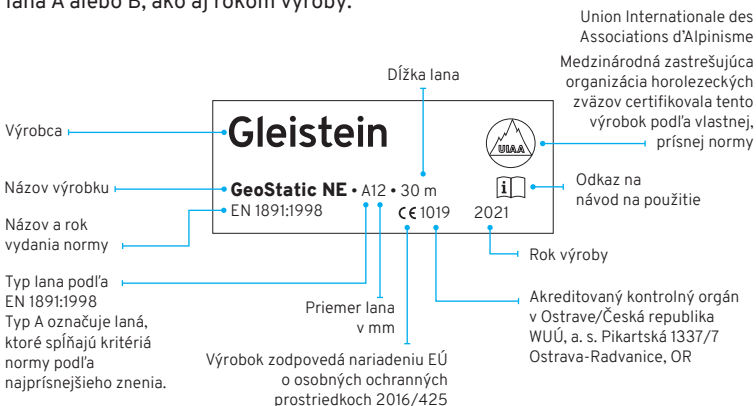 lana A alebo B, ako aj rokom výroby.
Union Internationale des
Associations d'Alpinisme
Medzinárodná zastrešujúca
organizácia horolezeckých
zväzov certifikovala tento
výrobok podľa vlastnej,
prísnej normy
Dĺžka lana
Výrobca
Gleistein
UIAA
Názov výrobku
GeoStatic NE • A12 • 30 m
i
Odkaz na
návod na použitie
EN 1891:1998
CE 1019
2021
Názov a rok
vydania normy
Rok výroby
Typ lana podľa
EN 1891:1998
Typ A označuje laná,
ktoré spĺňajú kritériá
normy podľa
najprísnejšieho znenia.
Priemer lana
v mm
Akreditovaný kontrolný orgán
v Ostrave/Česká republika
WUÚ, a. s. Pikartská 1337/7
Ostrava-Radvanice, OR
Výrobok zodpovedá nariadeniu EÚ
o osobných ochranných
prostriedkoch 2016/425